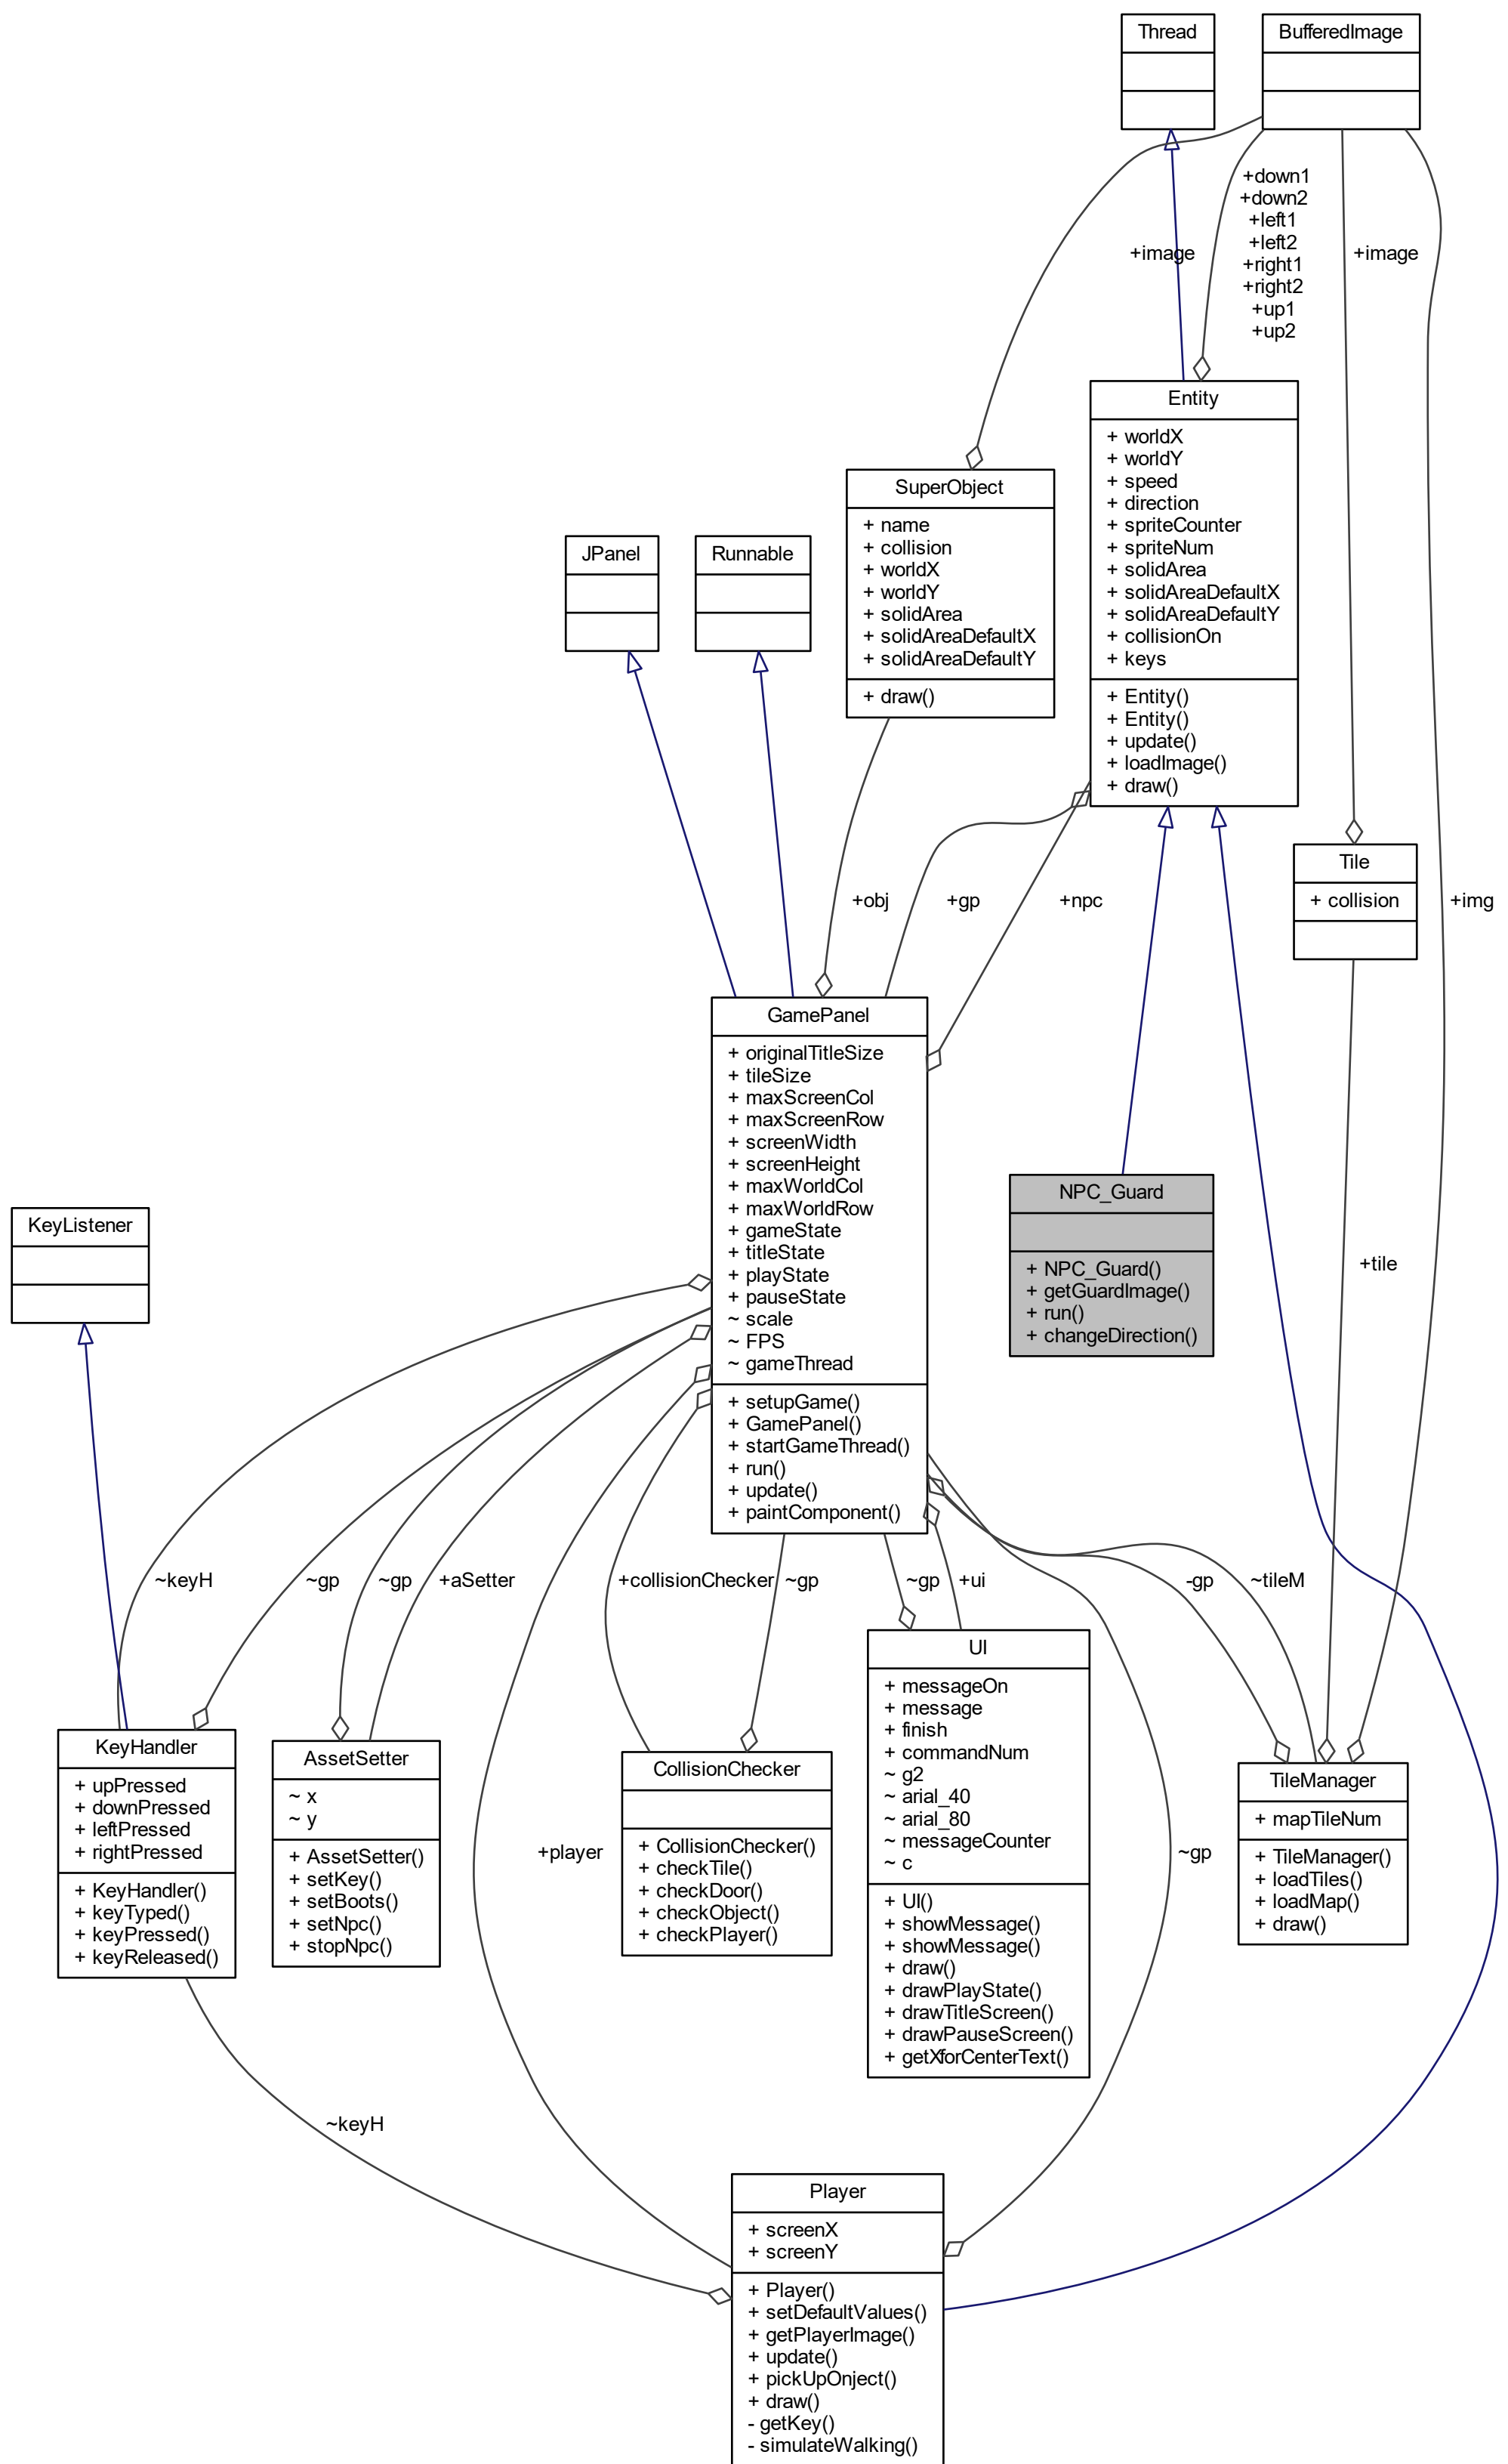 Thread
BufferedImage
+down1
+down2
+left1
+left2
+right1
+right2
+up1
+up2
+image
+image
Entity
+ worldX
+ worldY
+ speed
+ direction
+ spriteCounter
+ spriteNum
+ solidArea
+ solidAreaDefaultX
+ solidAreaDefaultY
+ collisionOn
+ keys
+ Entity()
+ Entity()
+ update()
+ loadImage()
+ draw()
SuperObject
+ name
+ collision
+ worldX
+ worldY
+ solidArea
+ solidAreaDefaultX
+ solidAreaDefaultY
+ draw()
JPanel
Runnable
Tile
+ collision
+obj
+gp
+npc
+img
GamePanel
+ originalTitleSize
+ tileSize
+ maxScreenCol
+ maxScreenRow
+ screenWidth
+ screenHeight
+ maxWorldCol
+ maxWorldRow
+ gameState
+ titleState
+ playState
+ pauseState
~ scale
~ FPS
~ gameThread
+ setupGame()
+ GamePanel()
+ startGameThread()
+ run()
+ update()
+ paintComponent()
NPC_Guard
+ NPC_Guard()
+ getGuardImage()
+ run()
+ changeDirection()
KeyListener
+tile
~keyH
~gp
~gp
+aSetter
+collisionChecker
~gp
~gp
+ui
-gp
~tileM
KeyHandler
+ upPressed
+ downPressed
+ leftPressed
+ rightPressed
+ KeyHandler()
+ keyTyped()
+ keyPressed()
+ keyReleased()
AssetSetter
~ x
~ y
+ AssetSetter()
+ setKey()
+ setBoots()
+ setNpc()
+ stopNpc()
+player
CollisionChecker
+ CollisionChecker()
+ checkTile()
+ checkDoor()
+ checkObject()
+ checkPlayer()
UI
+ messageOn
+ message
+ finish
+ commandNum
~ g2
~ arial_40
~ arial_80
~ messageCounter
~ c
+ UI()
+ showMessage()
+ showMessage()
+ draw()
+ drawPlayState()
+ drawTitleScreen()
+ drawPauseScreen()
+ getXforCenterText()
~gp
TileManager
+ mapTileNum
+ TileManager()
+ loadTiles()
+ loadMap()
+ draw()
~keyH
Player
+ screenX
+ screenY
+ Player()
+ setDefaultValues()
+ getPlayerImage()
+ update()
+ pickUpOnject()
+ draw()
- getKey()
- simulateWalking()